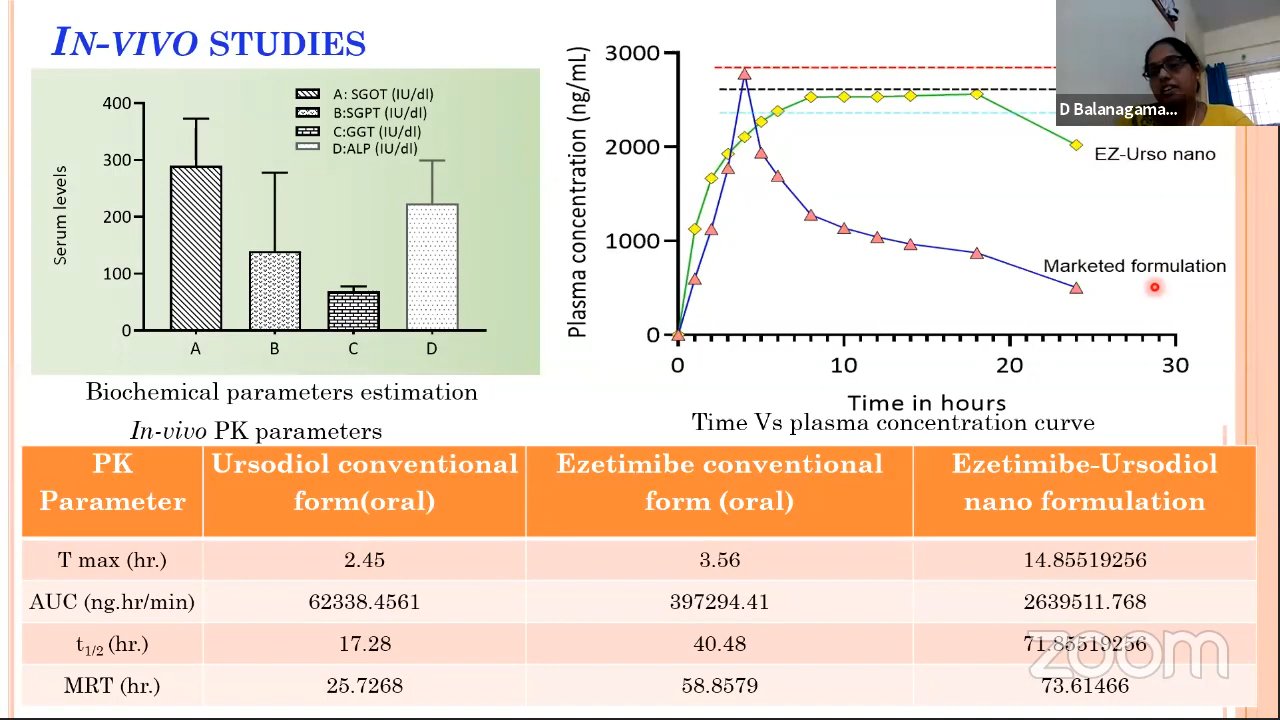 IN-VIVO STUDIES
400
300
200
100
0
Serum levels
A: SGOT (IU/dl)
B:SGPT (IU/dl)
C:GGT (IU/dl)
D:ALP (IU/dl)
A B C D
Biochemical parameters estimation
3000
2000
1000
0
Plasma concentration (ng/mL)
0 10 20 30
Time in hours
EZ-Urso nano
Marketed formulation
D Balanagama...
Time Vs plasma concentration curve
In-vivo PK parameters
PK Parameter Ursodiol conventional form(oral) Ezetimibe conventional form (oral) Ezetimibe-Ursodiol nano formulation
T max (hr.) 2.45 3.56 14.85519256
AUC (ng.hr/min) 62338.4561 397294.41 2639511.768
t1/2 (hr.) 17.28 40.48 71.85519256
MRT (hr.) 25.7268 58.8579 73.61466
zoom